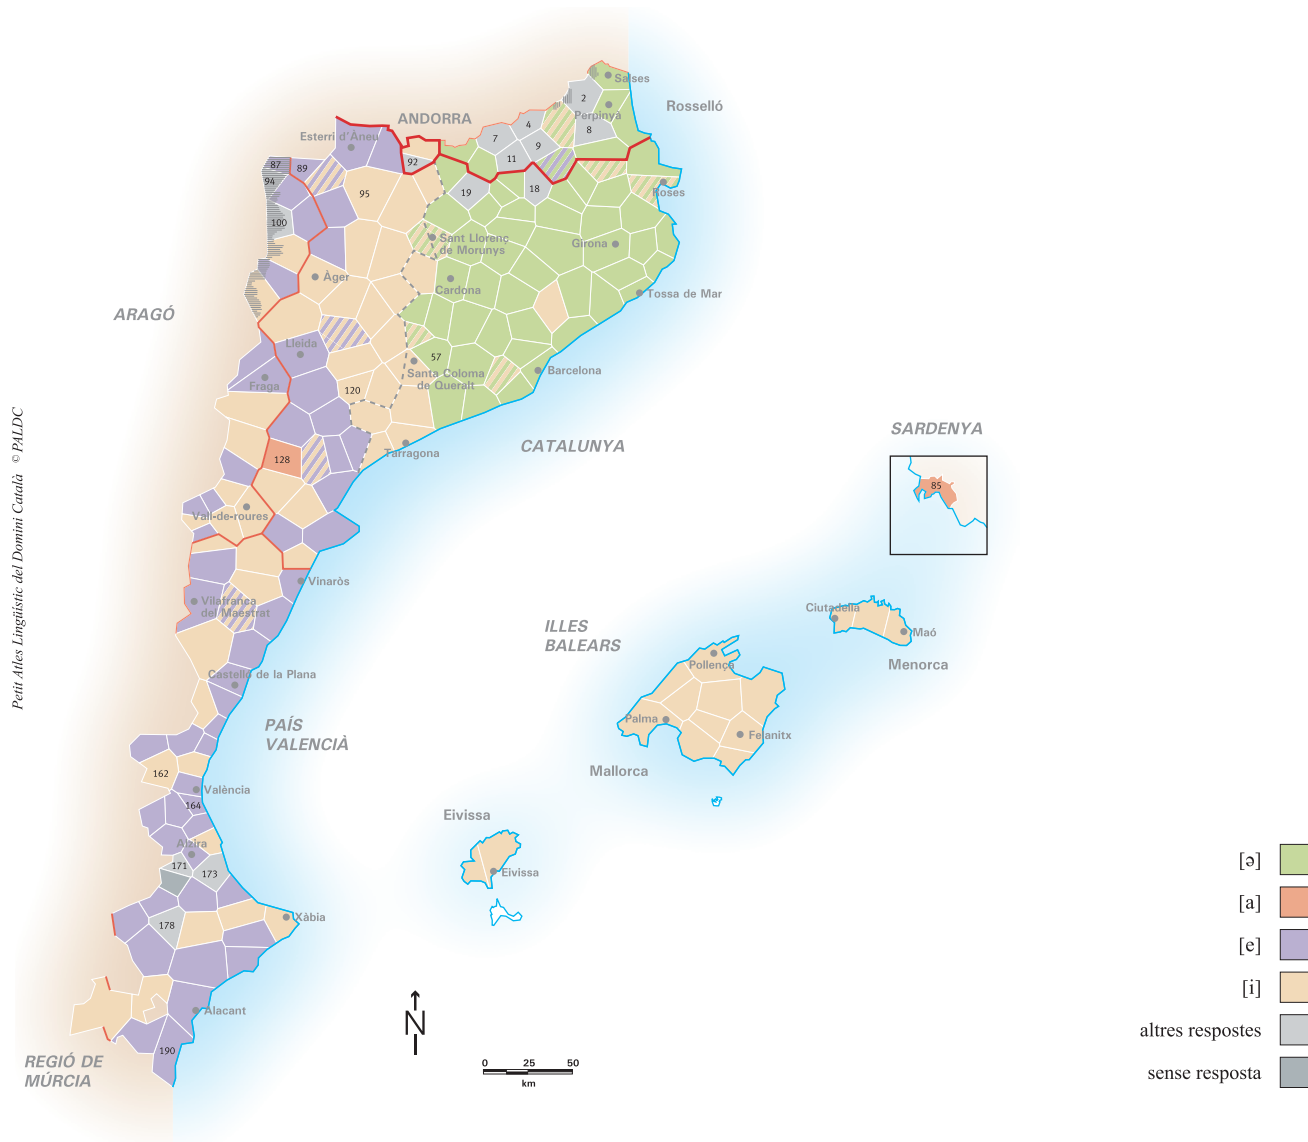 Salses
2
Rosselló
Perpinyà
ANDORRA
4
8
7
9
Esterri d'Àneu
11
92
87
89
94
95
19
18
Roses
100
Sant Llorenç
de Morunys
Girona
Àger
Cardona
Tossa de Mar
ARAGÓ
Lleida
57
Santa Coloma
de Queralt
Barcelona
Fraga
120
Tarragona
CATALUNYA
SARDENYA
128
85
Vall-de-roures
Petit Atles Lingüístic del Domini Català ©PALDC
Vinaròs
Vilafranca
del Maestrat
Ciutadella
Maó
Menorca
ILLES
BALEARS
Pollença
Castelló de la Plana
Palma
Felanitx
Mallorca
PAÍS
VALENCIÀ
162
València
164
Eivissa
Alzira
171
173
Eivissa
178
Xàbia
Alacant
190
REGIÓ DE
MÚRCIA
N
0 25 50
km
[ə]
[a]
[e]
[i]
altres respostes
sense resposta